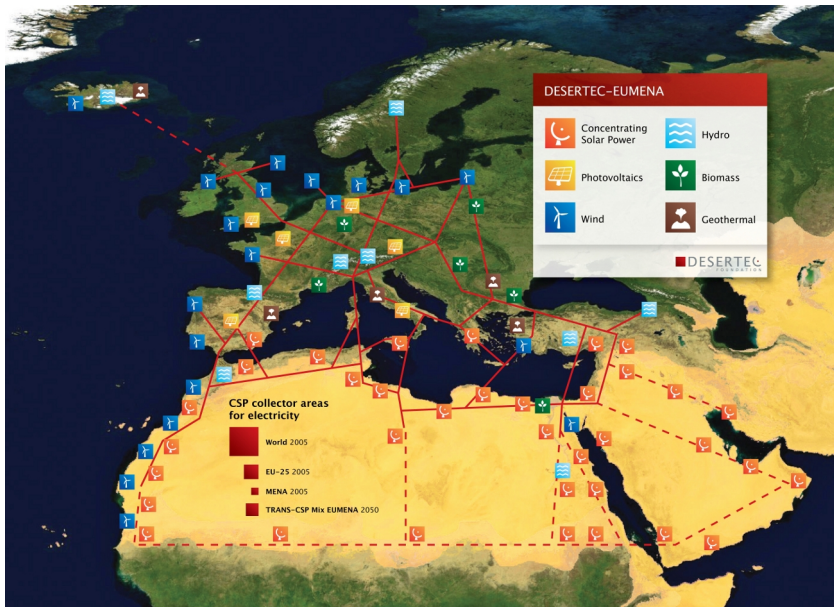 DESERTEC–EUMENA
Concentrating
Solar Power
Hydro
Photovoltaics
Biomass
Wind
Geothermal
DESERTEC
FOUNDATION
CSP collector areas
for electricity
World 2005
EU-25 2005
MENA 2005
TRANS-CSP Mix EUMENA 2050